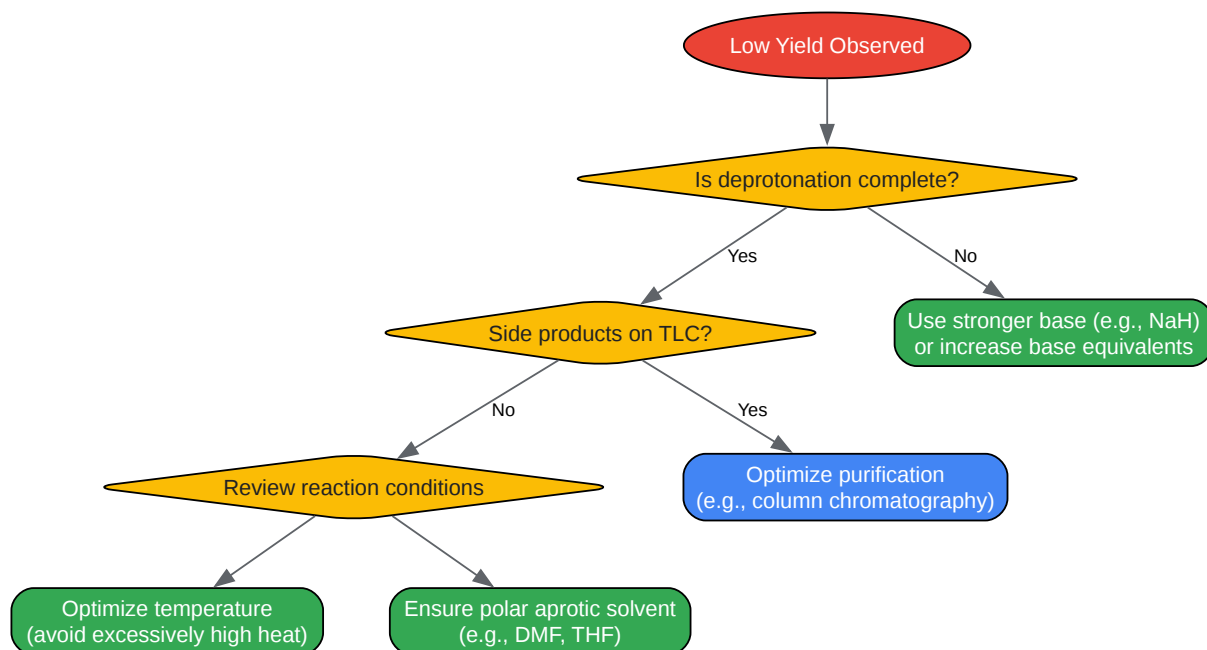 Low Yield Observed
Is deprotonation complete?
Yes
No
Side products on TLC?
Use stronger base (e.g., NaH)
or increase base equivalents
No
Yes
Review reaction conditions
Optimize purification
(e.g., column chromatography)
Optimize temperature
(avoid excessively high heat)
Ensure polar aprotic solvent
(e.g., DMF, THF)